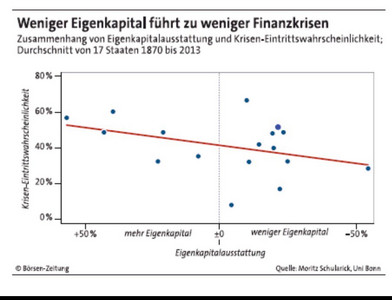 Weniger Eigenkapital führt zu weniger Finanzkrisen
Zusammenhang von Eigenkapitalausstattung und Krisen-Eintrittswahrscheinlichkeit;
Durchschnitt von 17 Staaten 1870 bis 2013
Krisen-Eintrittswahrscheinlichkeit
80%
60%
40%
20%
0%
+50% mehr Eigenkapital ±0 weniger Eigenkapital –50%
Eigenkapitalausstattung
© Börsen-Zeitung Quelle: Moritz Schularick, Uni Bonn